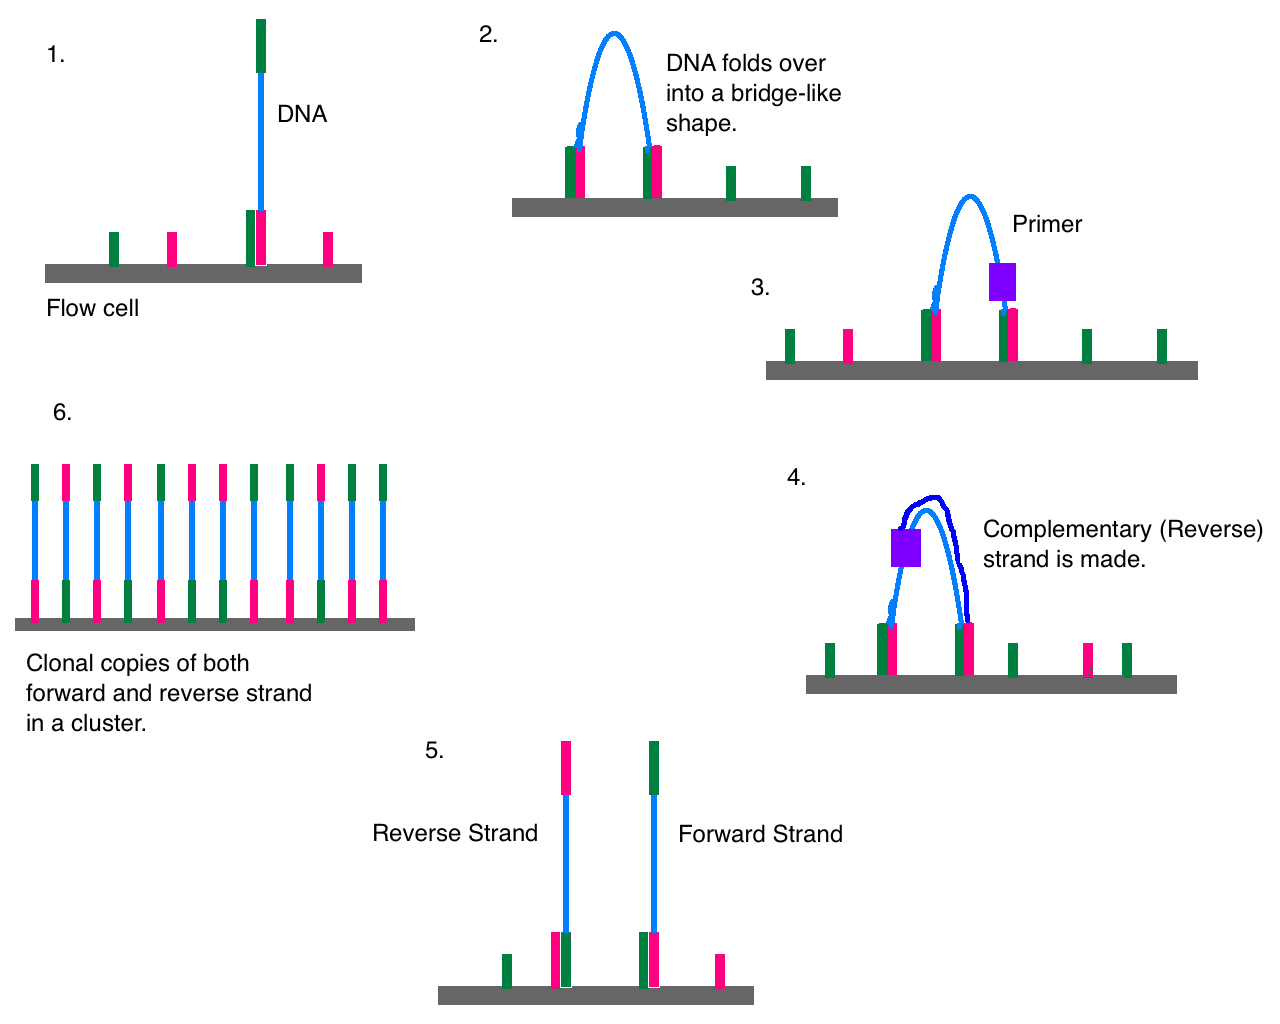 1.
DNA
Flow cell
2.
DNA folds over
into a bridge-like
shape.
3.
Primer
4.
Complementary (Reverse)
strand is made.
5.
Reverse Strand
Forward Strand
6.
Clonal copies of both
forward and reverse strand
in a cluster.